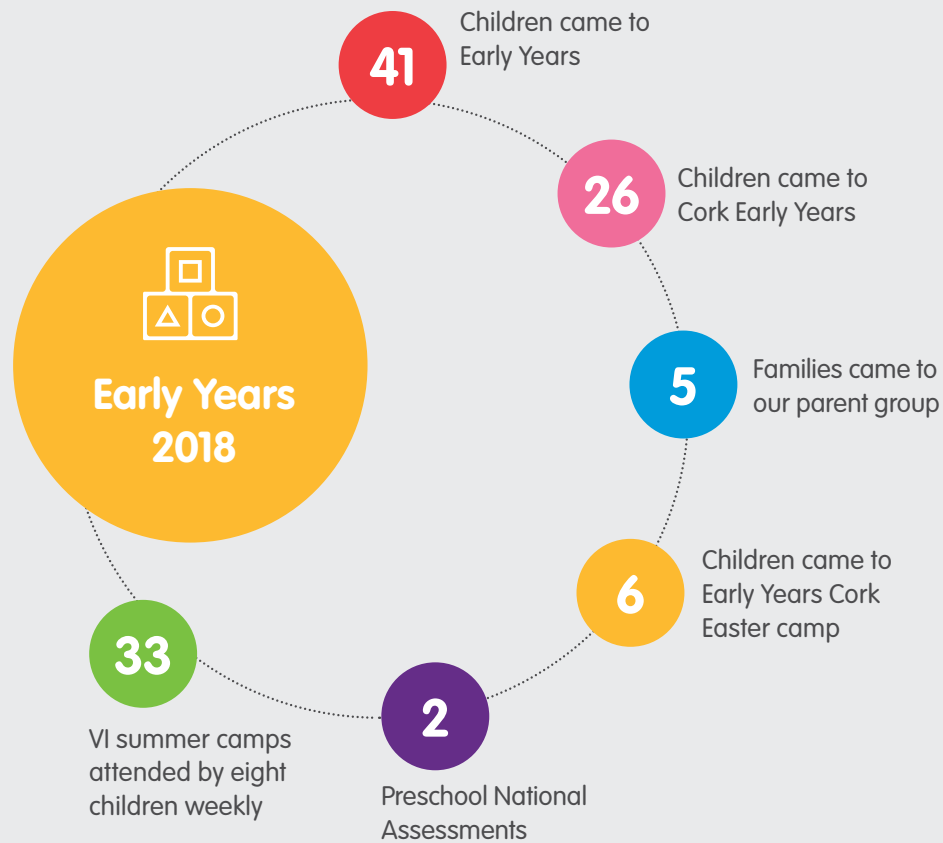 41
Children came to
Early Years
26
Children came to
Cork Early Years
5
Families came to
our parent group
6
Children came to
Early Years Cork
Easter camp
2
Preschool National
Assessments
33
VI summer camps
attended by eight
children weekly
Early Years
2018